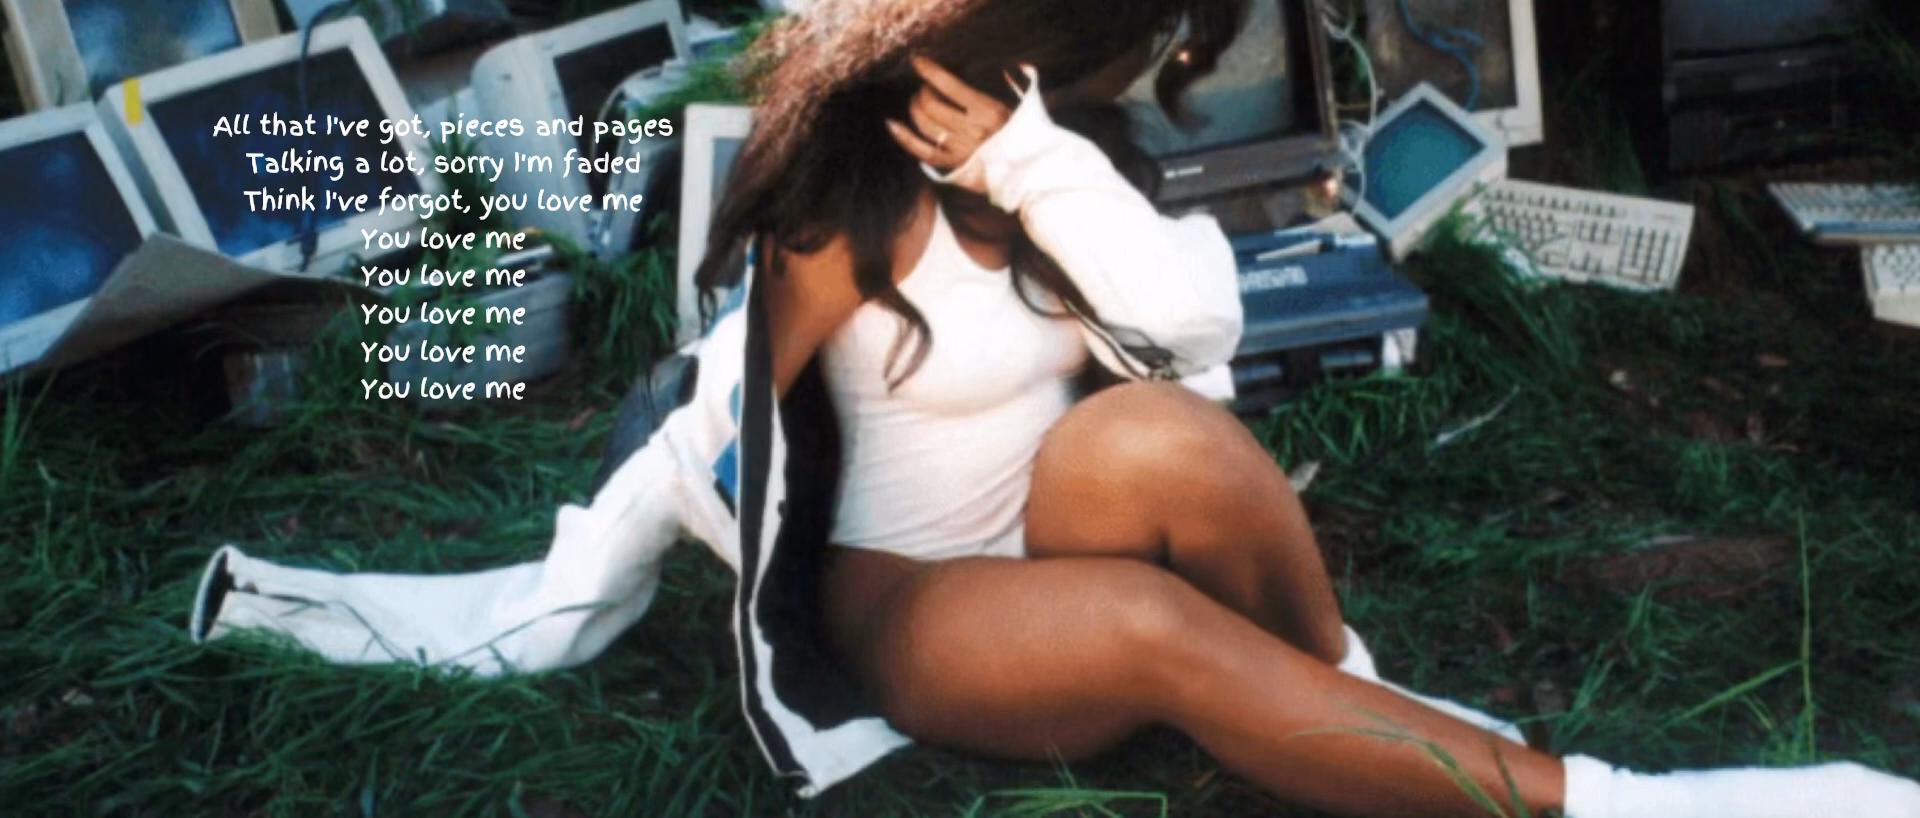 All that I've got, pieces and pages
Talking a lot, sorry I'm faded
Think I've forgot, you love me
You love me
You love me
You love me
You love me
You love me